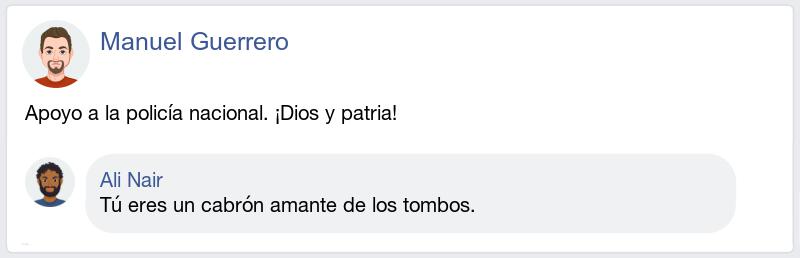 Manuel Guerrero
Apoyo a la policía nacional. ¡Dios y patria!
Ali Nair
Tú eres un cabrón amante de los tombos.